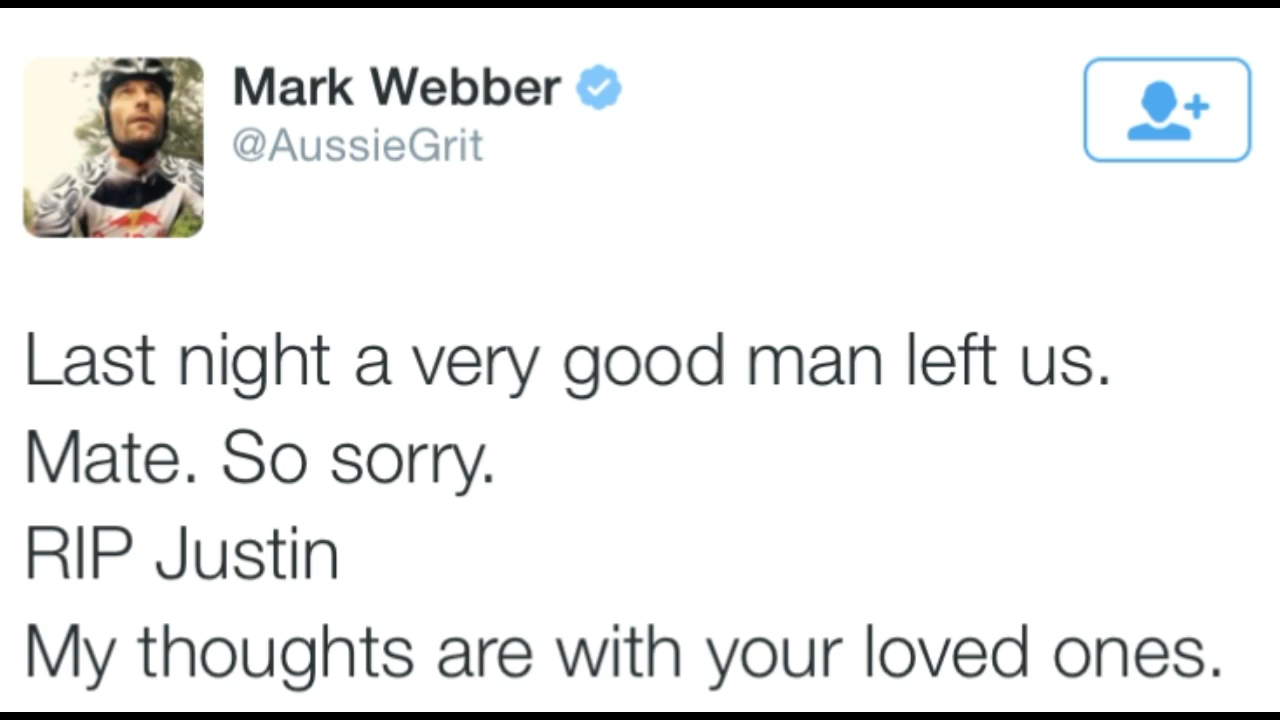 Mark Webber
@AussieGrit
Last night a very good man left us.
Mate. So sorry.
RIP Justin
My thoughts are with your loved ones.